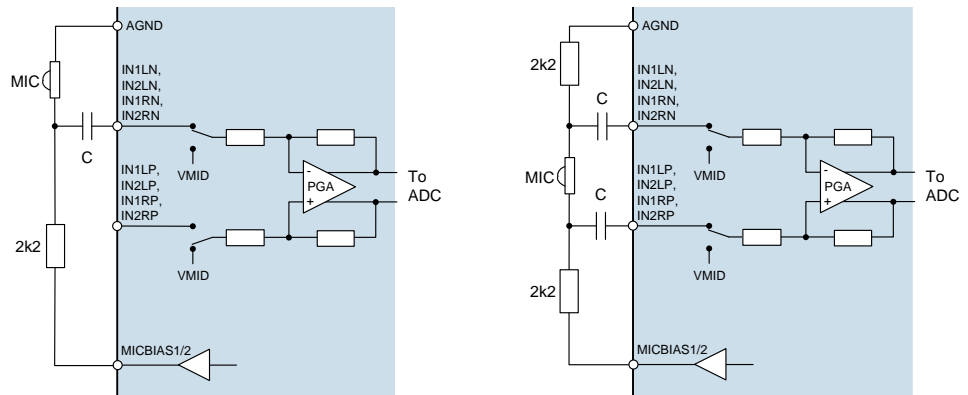 AGND
MIC
IN1LN,
IN2LN,
IN1RN,
IN2RN
C
VMID
IN1LP,
IN2LP,
IN1RP,
IN2RP
-
+
PGA
To
ADC
2k2
VMID
MICBIAS1/2
AGND
2k2
IN1LN,
IN2LN,
IN1RN,
IN2RN
C
VMID
MIC
IN1LP,
IN2LP,
IN1RP,
IN2RP
C
-
+
PGA
To
ADC
VMID
2k2
MICBIAS1/2